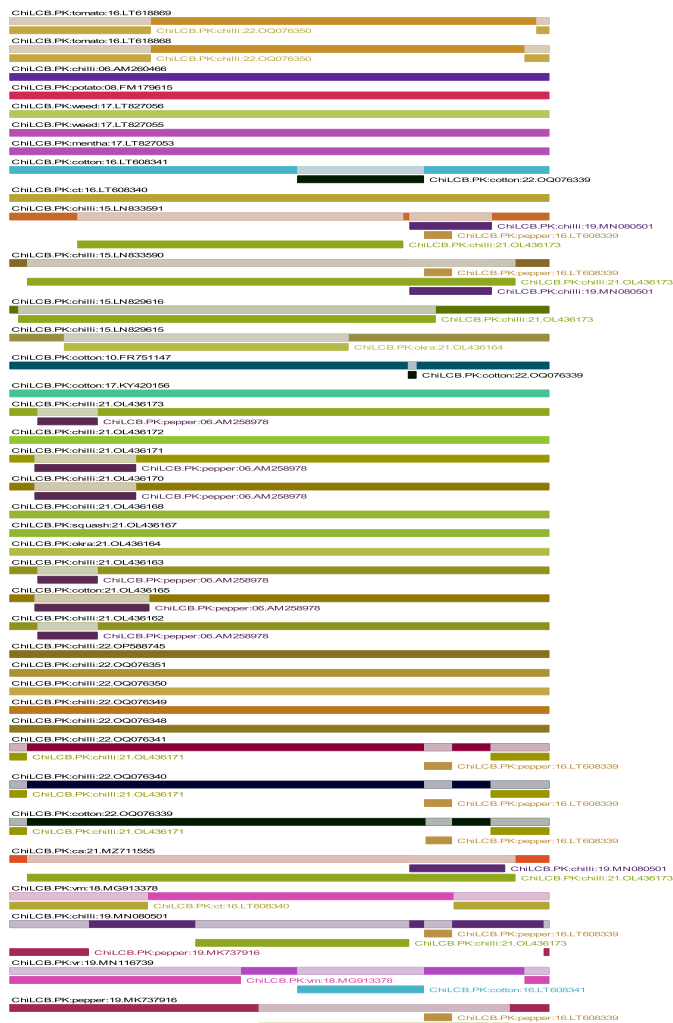 ChiLCB.PK:tomato:16.LT618869
ChiLCB.PK:chilli:22.OQ076350
ChiLCB.PK:tomato:16.LT618868
ChiLCB.PK:chilli:22.OQ076350
ChiLCB.PK:chilli:06.AM260466
ChiLCB.PK:potato:08.FM179615
ChiLCB.PK:weed:17.LT827056
ChiLCB.PK:weed:17.LT827055
ChiLCB.PK:mentha:17.LT827053
ChiLCB.PK:cotton:16.LT608341
ChiLCB.PK:cotton:22.OQ076339
ChiLCB.PK:ct:16.LT608340
ChiLCB.PK:chilli:15.LN833591
ChiLCB.PK:chilli:19.MN080501
ChiLCB.PK:pepper:16.LT608339
ChiLCB.PK:chilli:21.OL436173
ChiLCB.PK:chilli:15.LN833590
ChiLCB.PK:pepper:16.LT608339
ChiLCB.PK:chilli:21.OL436173
ChiLCB.PK:chilli:19.MN080501
ChiLCB.PK:chilli:15.LN829616
ChiLCB.PK:chilli:21.OL436173
ChiLCB.PK:chilli:15.LN829615
ChiLCB.PK:okra:21.OL436164
ChiLCB.PK:cotton:10.FR751147
ChiLCB.PK:cotton:22.OQ076339
ChiLCB.PK:cotton:17.KY420156
ChiLCB.PK:chilli:21.OL436173
ChiLCB.PK:pepper:06.AM258978
ChiLCB.PK:chilli:21.OL436172
ChiLCB.PK:chilli:21.OL436171
ChiLCB.PK:pepper:06.AM258978
ChiLCB.PK:chilli:21.OL436170
ChiLCB.PK:pepper:06.AM258978
ChiLCB.PK:chilli:21.OL436168
ChiLCB.PK:squash:21.OL436167
ChiLCB.PK:okra:21.OL436164
ChiLCB.PK:chilli:21.OL436163
ChiLCB.PK:pepper:06.AM258978
ChiLCB.PK:cotton:21.OL436165
ChiLCB.PK:pepper:06.AM258978
ChiLCB.PK:chilli:21.OL436162
ChiLCB.PK:pepper:06.AM258978
ChiLCB.PK:chilli:22.OP588745
ChiLCB.PK:chilli:22.OQ076351
ChiLCB.PK:chilli:22.OQ076350
ChiLCB.PK:chilli:22.OQ076349
ChiLCB.PK:chilli:22.OQ076348
ChiLCB.PK:chilli:22.OQ076341
ChiLCB.PK:chilli:21.OL436171
ChiLCB.PK:pepper:16.LT608339
ChiLCB.PK:chilli:22.OQ076340
ChiLCB.PK:chilli:21.OL436171
ChiLCB.PK:pepper:16.LT608339
ChiLCB.PK:cotton:22.OQ076339
ChiLCB.PK:chilli:21.OL436171
ChiLCB.PK:pepper:16.LT608339
ChiLCB.PK:ca:21.MZ711555
ChiLCB.PK:chilli:19.MN080501
ChiLCB.PK:chilli:21.OL436173
ChiLCB.PK:vm:18.MG913378
ChiLCB.PK:ct:16.LT608340
ChiLCB.PK:chilli:19.MN080501
ChiLCB.PK:pepper:16.LT608339
ChiLCB.PK:chilli:21.OL436173
ChiLCB.PK:pepper:19.MK737916
ChiLCB.PK:vr:19.MN116739
ChiLCB.PK:vm:18.MG913378
ChiLCB.PK:cotton:16.LT608341
ChiLCB.PK:pepper:19.MK737916
ChiLCB.PK:pepper:16.LT608339